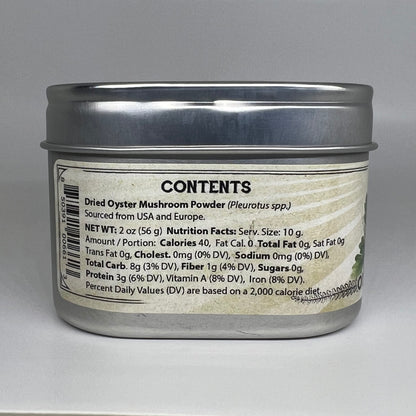 CONTENTS
Dried Oyster Mushroom Powder (Pleurotus spp.)
Sourced from USA and Europe.
NET WT: 2 oz (56 g) Nutrition Facts: Serv. Size: 10 g.
Amount / Portion: Calories 40, Fat Cal. 0 Total Fat 0g, Sat Fat 0g
Trans Fat 0g, Cholest. 0mg (0% DV), Sodium 0mg (0% DV),
Total Carb. 8g (3% DV), Fiber 1g (4% DV), Sugars 0g,
Protein 3g (6% DV), Vitamin A (8% DV), Iron (8% DV).
Percent Daily Values (DV) are based on a 2,000 calorie diet.